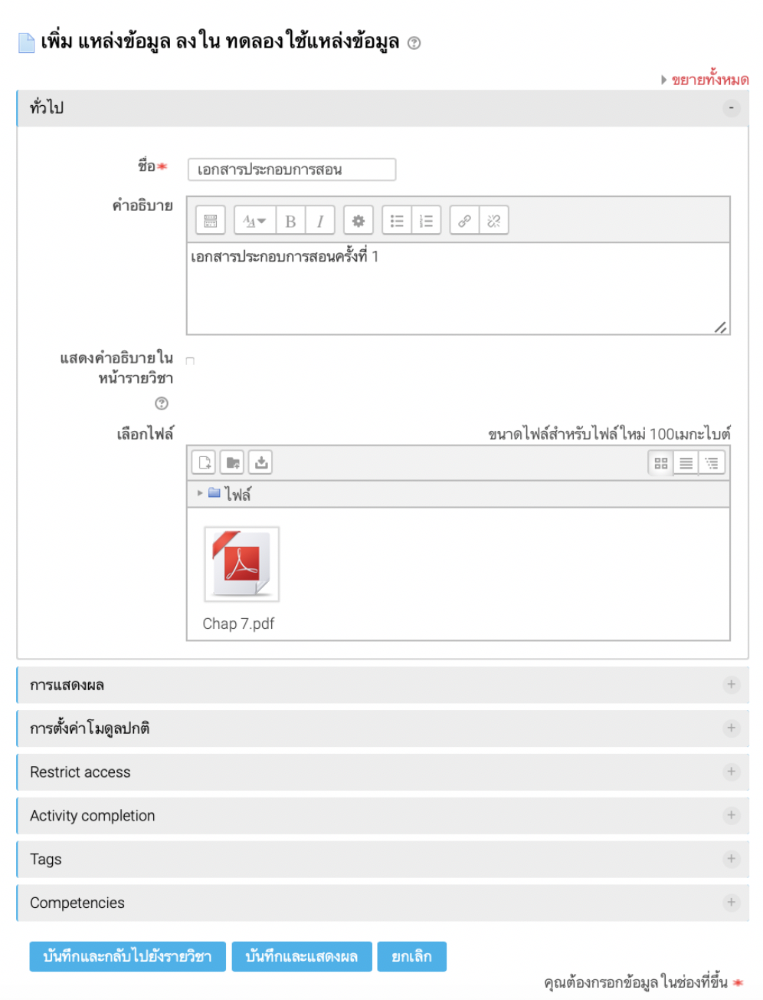 เพิ่ม แหล่งข้อมูล ลงใน ทดลองใช้แหล่งข้อมูล
ขยายทั้งหมด
ทั่วไป
ชื่อ
เอกสารประกอบการสอน
คำอธิบาย
B I
เอกสารประกอบการสอนครั้งที่ 1
แสดงคำอธิบายใน
หน้ารายวิชา
เลือกไฟล์
ขนาดไฟล์สำหรับไฟล์ใหม่ 100เมกะไบต์
ไฟล์
Chap 7.pdf
การแสดงผล
การตั้งค่าโมดูลปกติ
Restrict access
Activity completion
Tags
Competencies
บันทึกและกลับไปยังรายวิชา บันทึกและแสดงผล ยกเลิก
คุณต้องกรอกข้อมูลในช่องที่ขึ้น